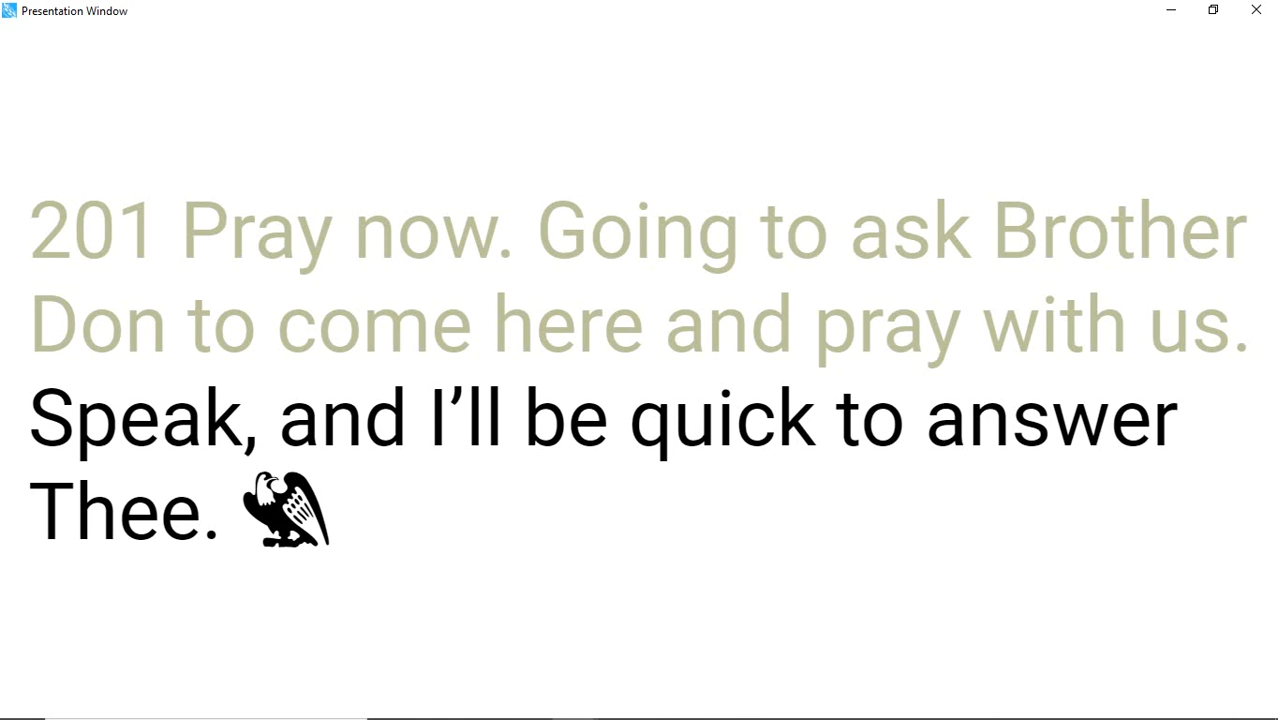 Presentation Window
201 Pray now. Going to ask Brother
Don to come here and pray with us.
Speak, and I’ll be quick to answer
Thee.